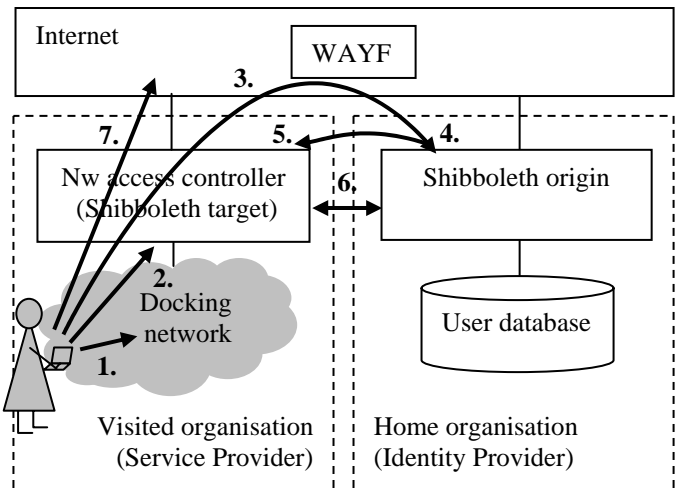 Internet
WAYF
3.
7.
5.
4.
Nw access controller
(Shibboleth target)
6.
Shibboleth origin
2.
Docking
network
1.
User database
Visited organisation
(Service Provider)
Home organisation
(Identity Provider)